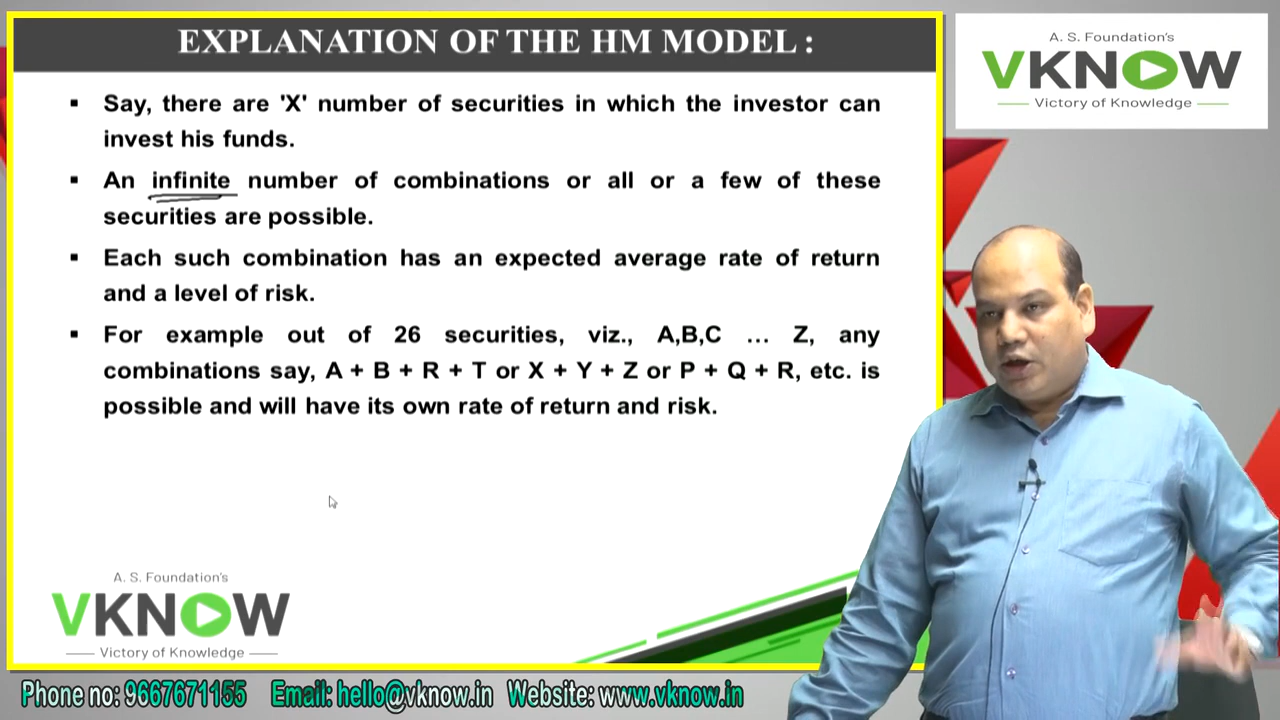 EXPLANATION OF THE HM MODEL :
▪ Say, there are 'X' number of securities in which the investor can
invest his funds.
▪ An infinite number of combinations or all or a few of these
securities are possible.
▪ Each such combination has an expected average rate of return
and a level of risk.
▪ For example out of 26 securities, viz., A,B,C ... Z, any
combinations say, A + B + R + T or X + Y + Z or P + Q + R, etc. is
possible and will have its own rate of return and risk.
A. S. Foundation's
VKNOW
Victory of Knowledge
A. S. Foundation's
VKNOW
Victory of Knowledge
Phone no: 9667671155 Email: hello@vknow.in Website: www.vknow.in